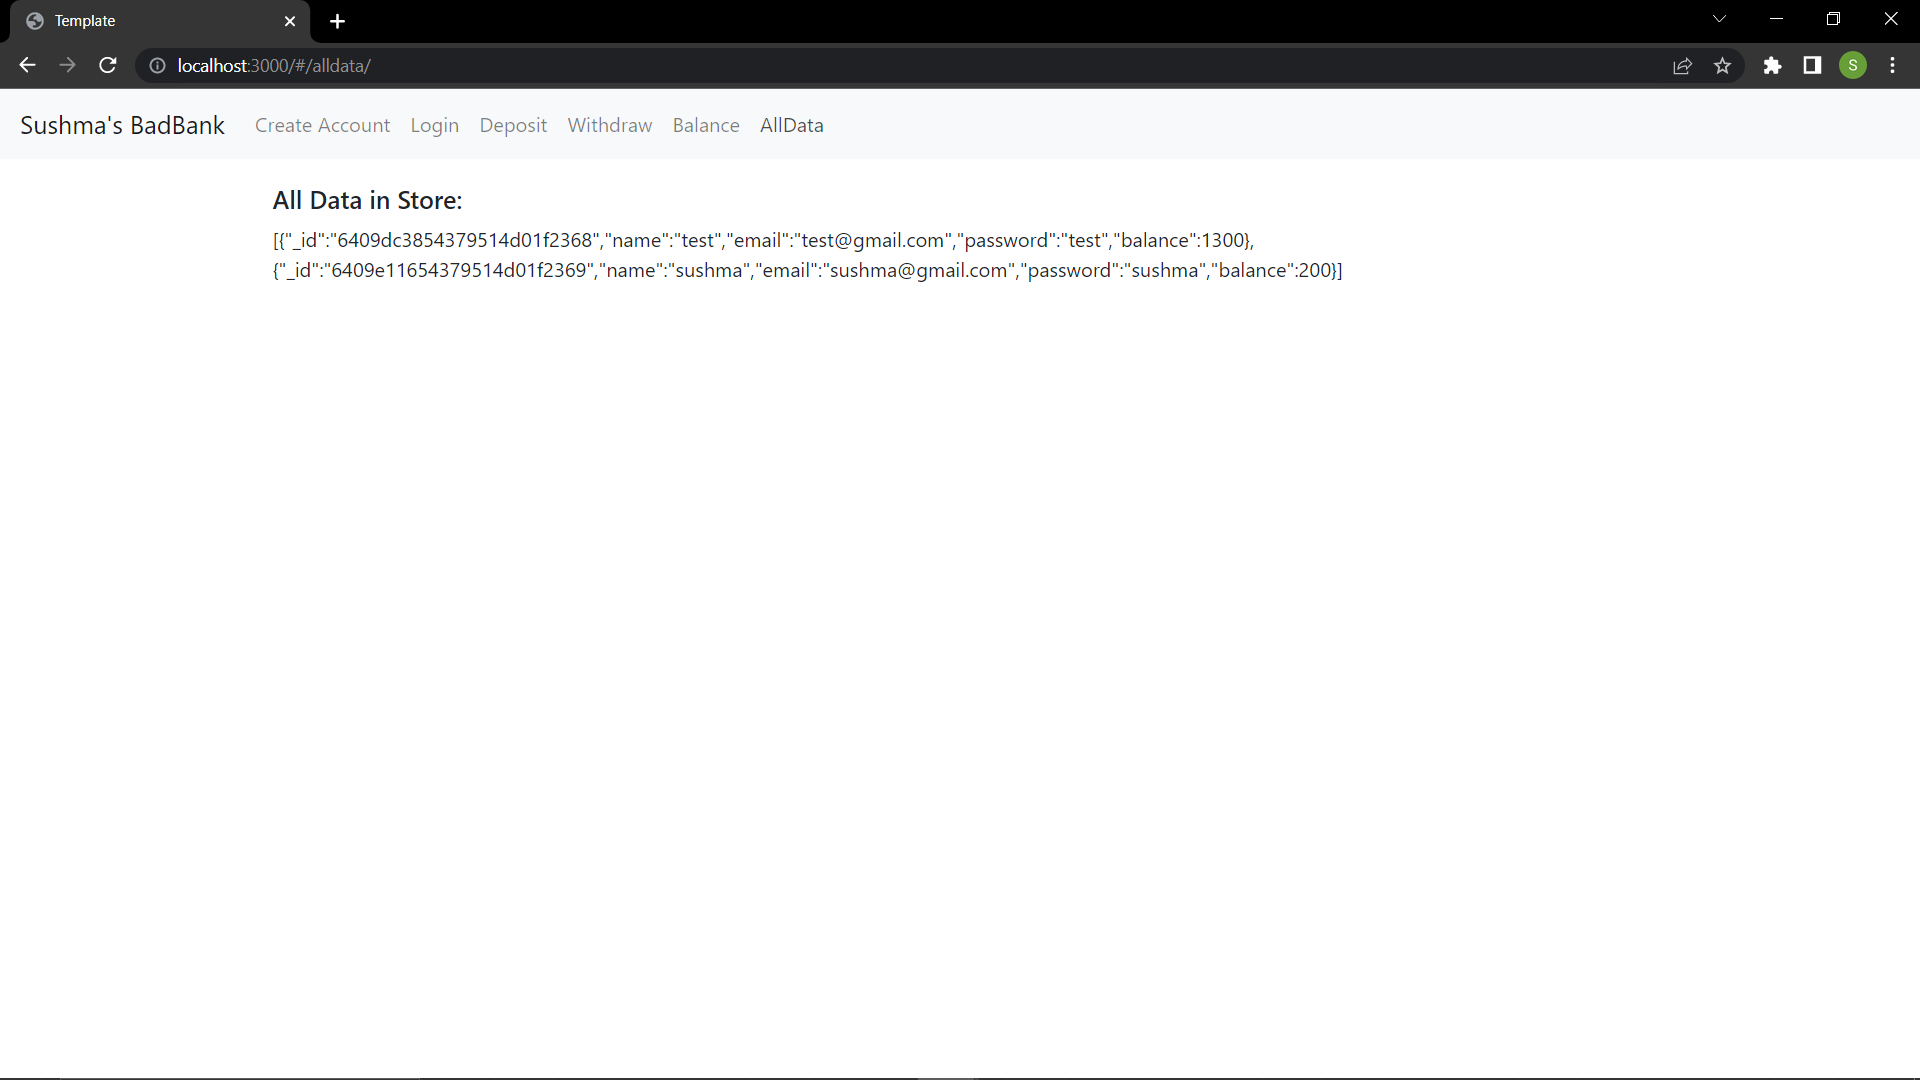 Template
localhost:3000/#/alldata/
S
Sushma's BadBank Create Account Login Deposit Withdraw Balance AllData
All Data in Store:
[{"_id":"6409dc3854379514d01f2368","name":"test","email":"test@gmail.com","password":"test","balance":1300},
{"_id":"6409e11654379514d01f2369","name":"sushma","email":"sushma@gmail.com","password":"sushma","balance":200}]